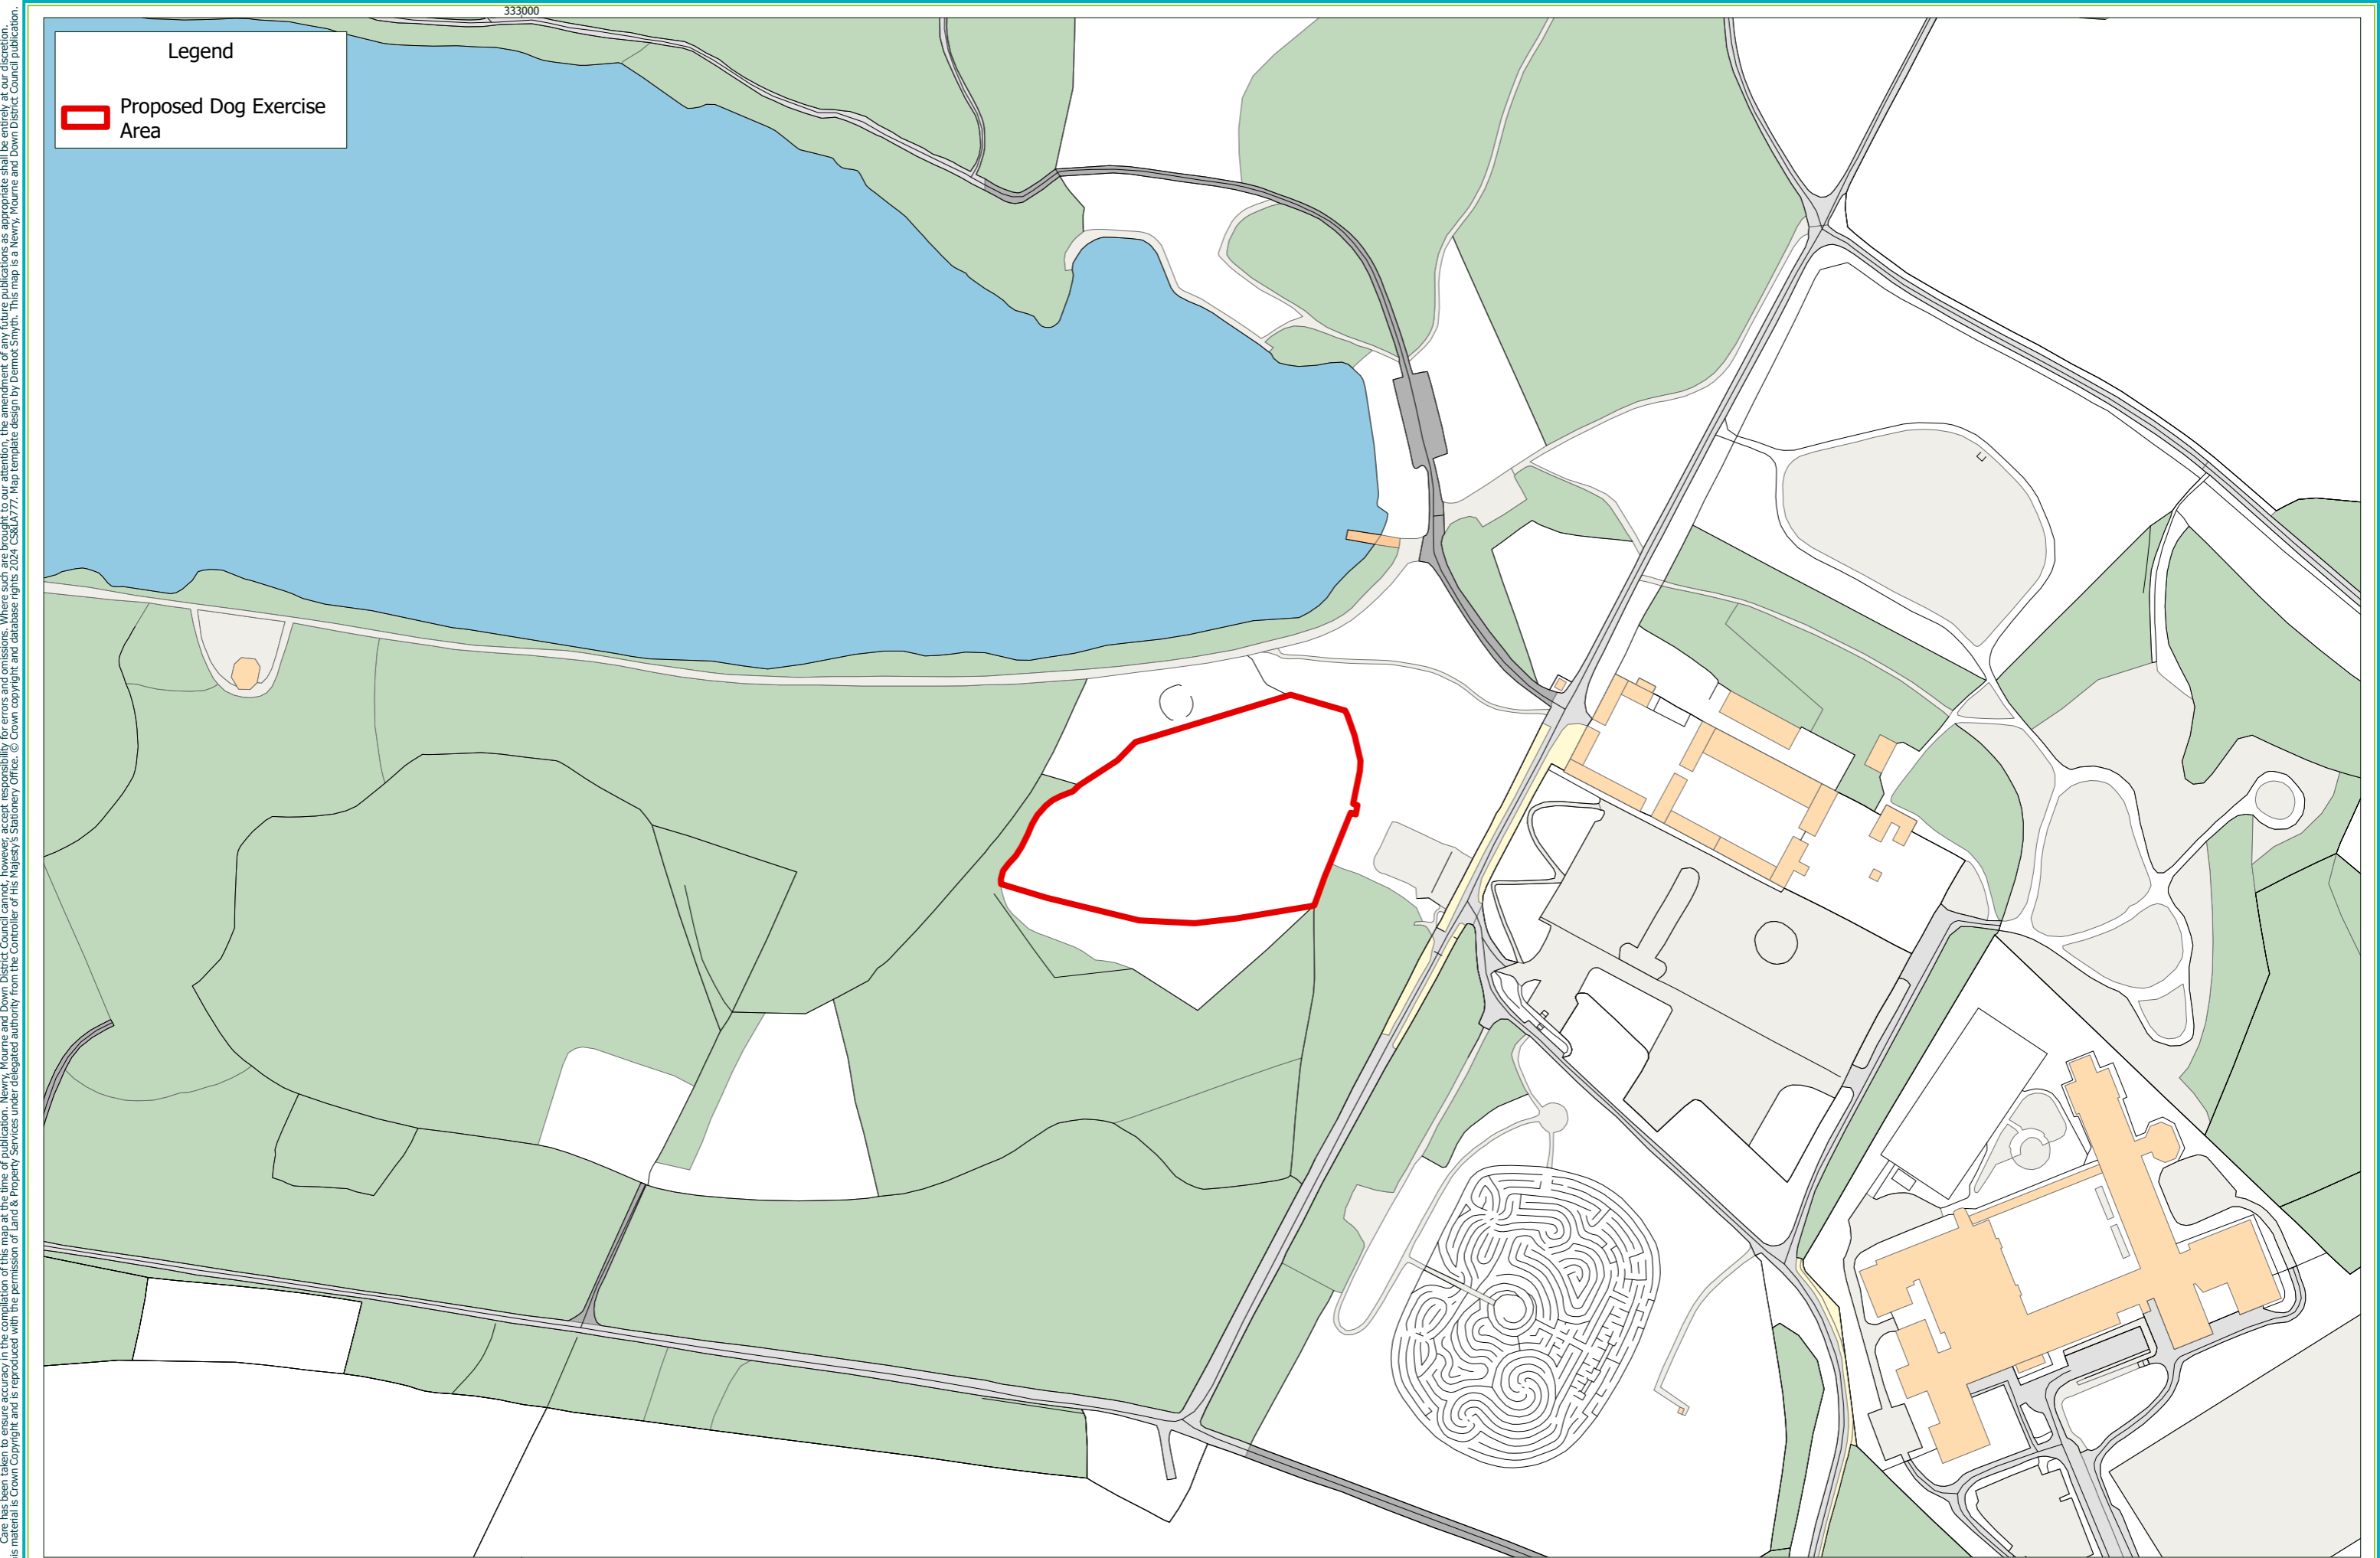 333000
Legend
Proposed Dog Exercise
Area
Care has been taken to ensure accuracy in the compilation of this map at the time of publication. Newry, Mourne and Down District Council cannot, however, accept responsibility for errors and omissions. Where such are brought to our attention, the amendment of any future publications as appropriate shall be entirely at our discretion.
is material is Crown Copyright and is reproduced with the permission of Land & Property Services under delegated authority from the Controller of His Majesty's Stationery Office. © Crown copyright and database rights 2024 CS&LA777. Map template design by Dermot Smyth. This map is a Newry, Mourne and Down District Council publication.